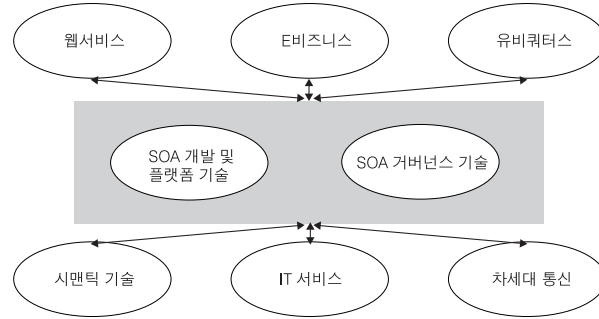 웹서비스
E비즈니스
유비쿼터스
SOA 개발 및
플랫폼 기술
SOA 거버넌스 기술
시맨틱 기술
IT 서비스
차세대 통신